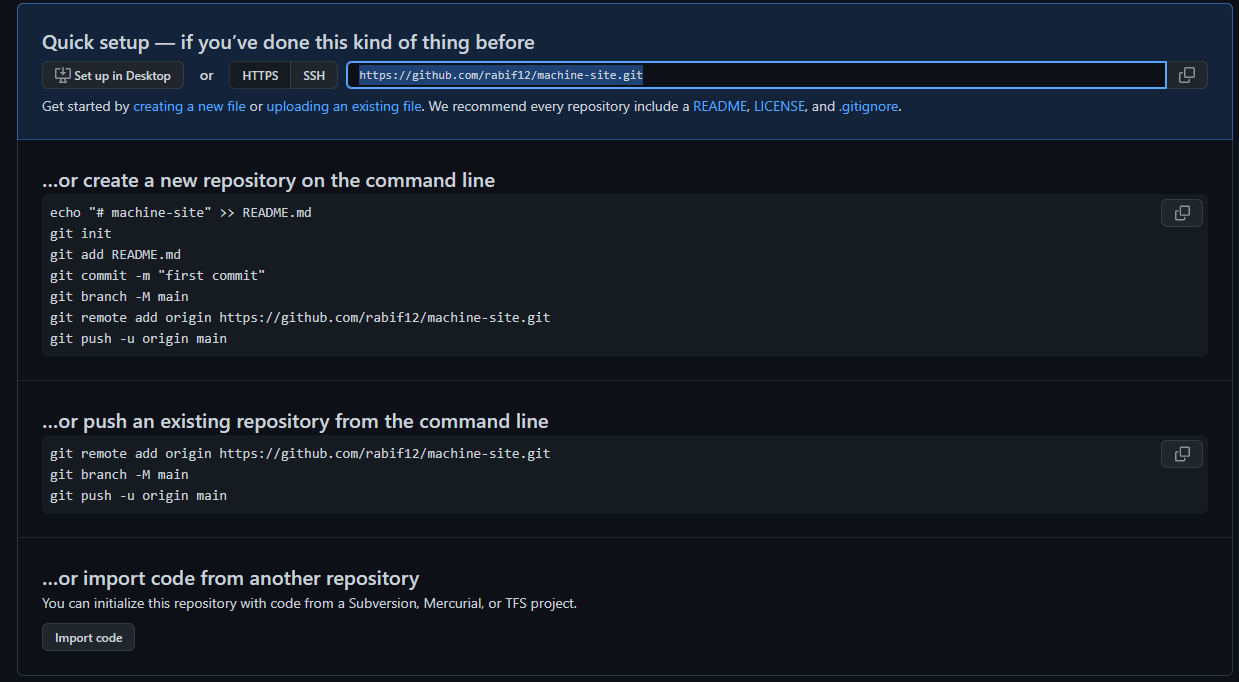 Quick setup — if you’ve done this kind of thing before
Set up in Desktop or HTTPS SSH https://github.com/rabif12/machine-site.git
Get started by creating a new file or uploading an existing file. We recommend every repository include a README, LICENSE, and .gitignore.
…or create a new repository on the command line
echo "# machine-site" >> README.md
git init
git add README.md
git commit -m "first commit"
git branch -M main
git remote add origin https://github.com/rabif12/machine-site.git
git push -u origin main
…or push an existing repository from the command line
git remote add origin https://github.com/rabif12/machine-site.git
git branch -M main
git push -u origin main
…or import code from another repository
You can initialize this repository with code from a Subversion, Mercurial, or TFS project.
Import code